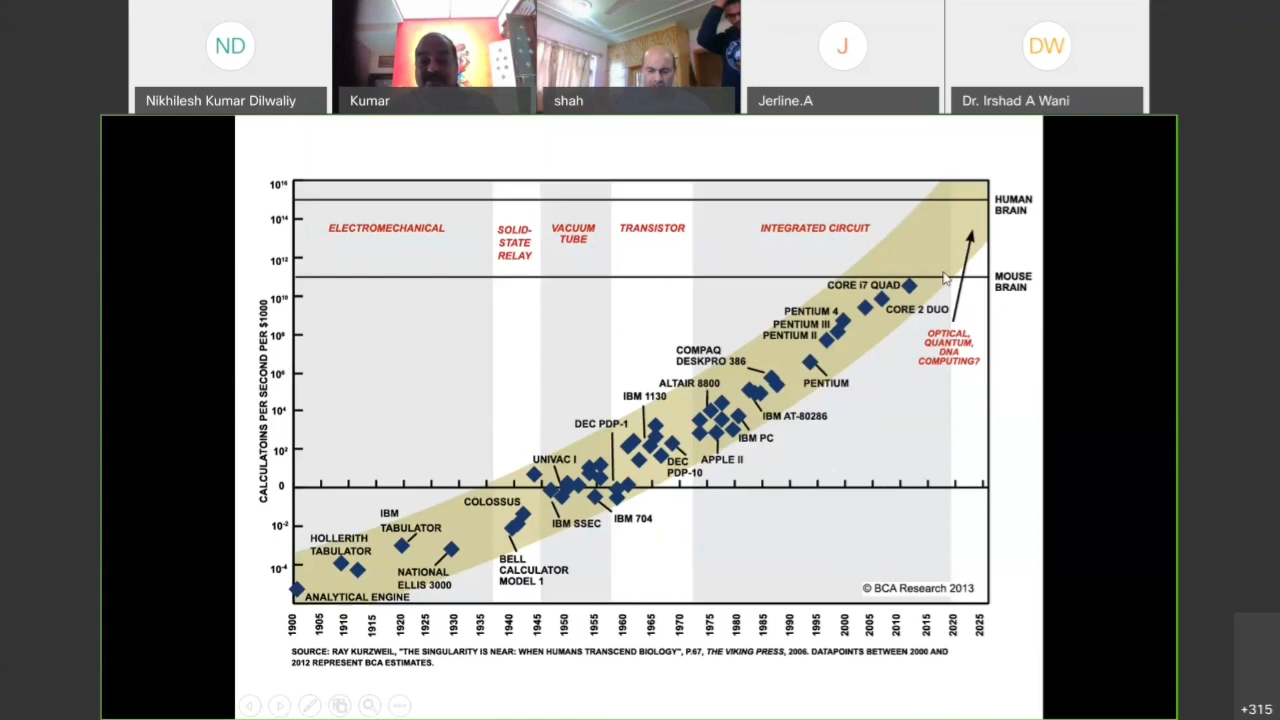 ND
J
DW
Nikhilesh Kumar Dilwaliy
Kumar
shah
Jerline.A
Dr. Irshad A Wani
10^16
10^14
10^12
10^10
10^8
10^6
10^4
10^2
0
10^-2
10^-4
CALCULATOINS PER SECOND PER $1000
ELECTROMECHANICAL
SOLID-
STATE
RELAY
VACUUM
TUBE
TRANSISTOR
INTEGRATED CIRCUIT
HUMAN
BRAIN
MOUSE
BRAIN
CORE i7 QUAD
CORE 2 DUO
PENTIUM 4
PENTIUM III
PENTIUM II
OPTICAL,
QUANTUM,
DNA
COMPUTING?
COMPAQ
DESKPRO 386
PENTIUM
ALTAIR 8800
IBM 1130
IBM AT-80286
DEC PDP-1
IBM PC
UNIVAC I
DEC
PDP-10
APPLE II
COLOSSUS
IBM
TABULATOR
IBM SSEC
IBM 704
HOLLERITH
TABULATOR
NATIONAL
ELLIS 3000
BELL
CALCULATOR
MODEL 1
ANALYTICAL ENGINE
© BCA Research 2013
1900
1905
1910
1915
1920
1925
1930
1935
1940
1945
1950
1955
1960
1965
1970
1975
1980
1985
1990
1995
2000
2005
2010
2015
2020
2025
SOURCE: RAY KURZWEIL, "THE SINGULARITY IS NEAR: WHEN HUMANS TRANSCEND BIOLOGY", P.67, THE VIKING PRESS, 2006. DATAPOINTS BETWEEN 2000 AND
2012 REPRESENT BCA ESTIMATES.
+315